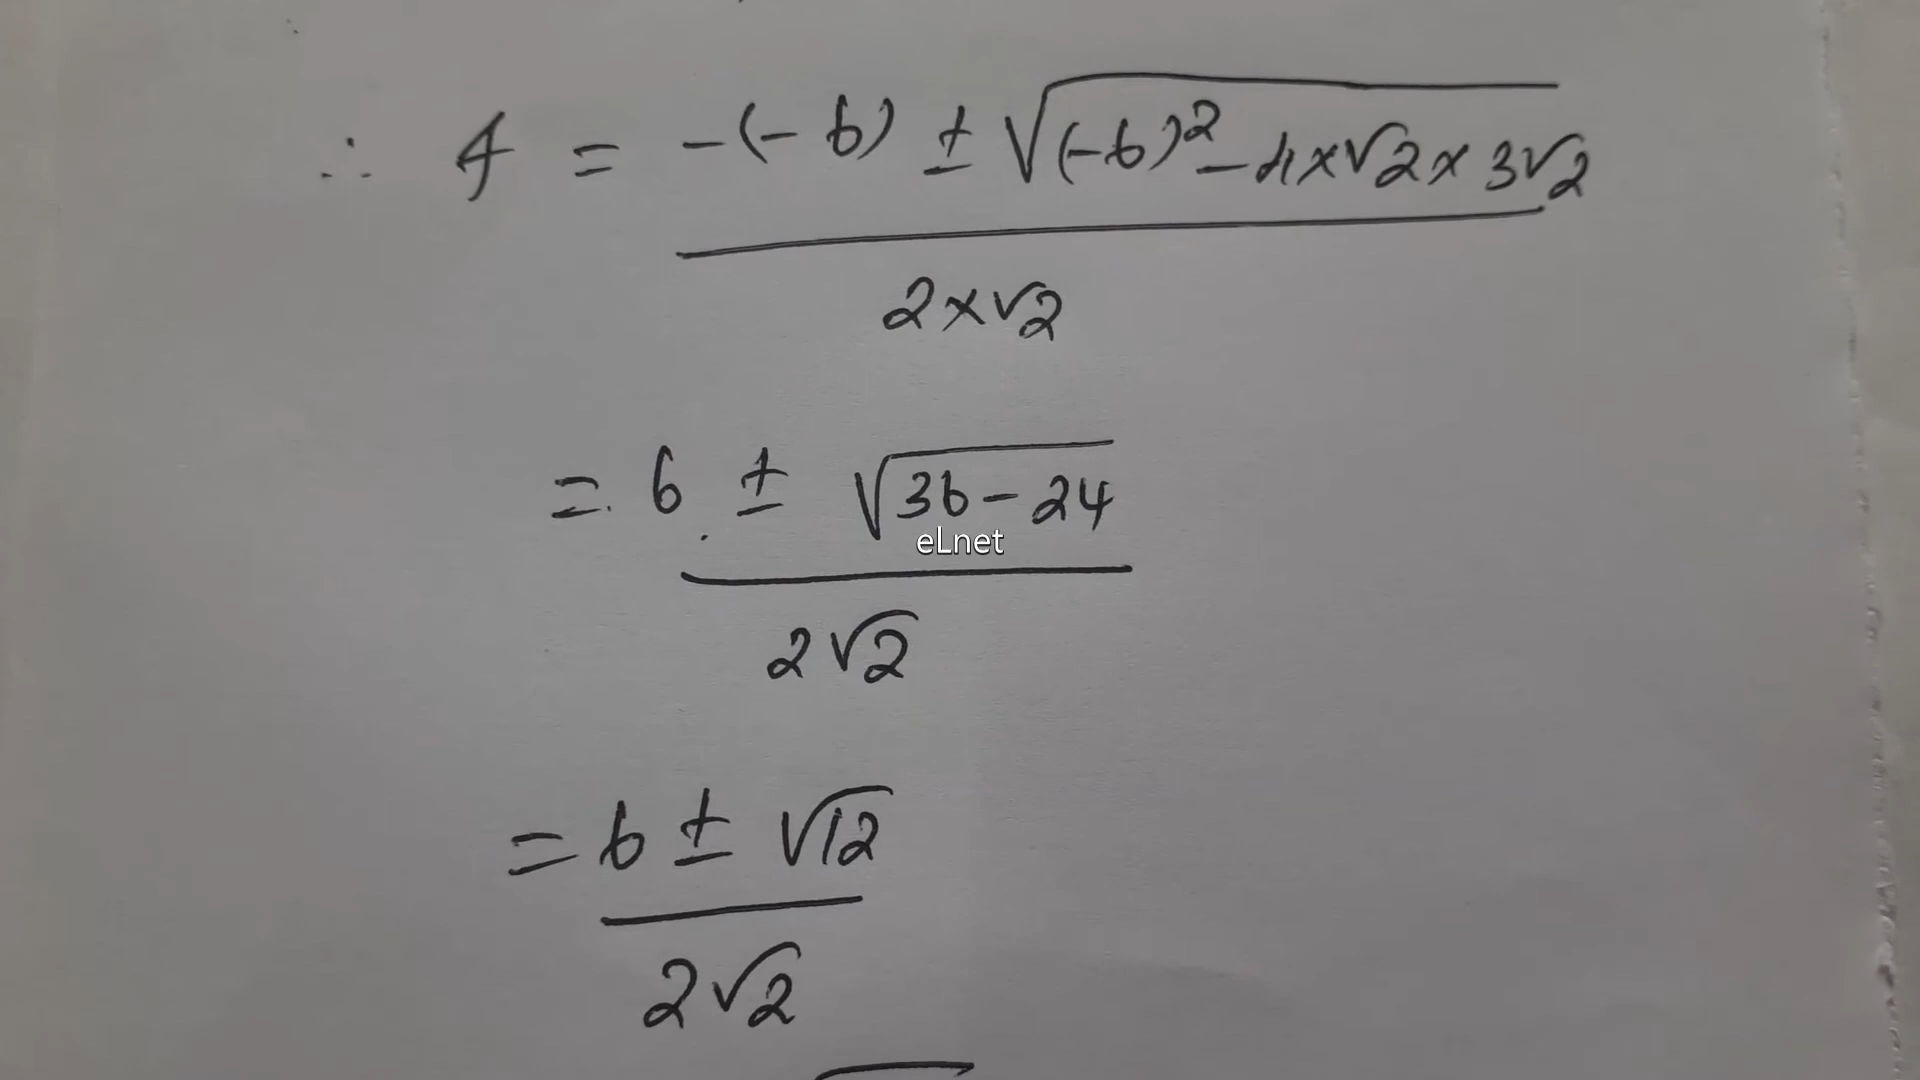 ∴ y = -(-6) ± √((-6)² - 4×√2 × 3√2)
2×√2
= 6 ± √(36-24)
eLnet
2√2
= 6 ± √12
2√2